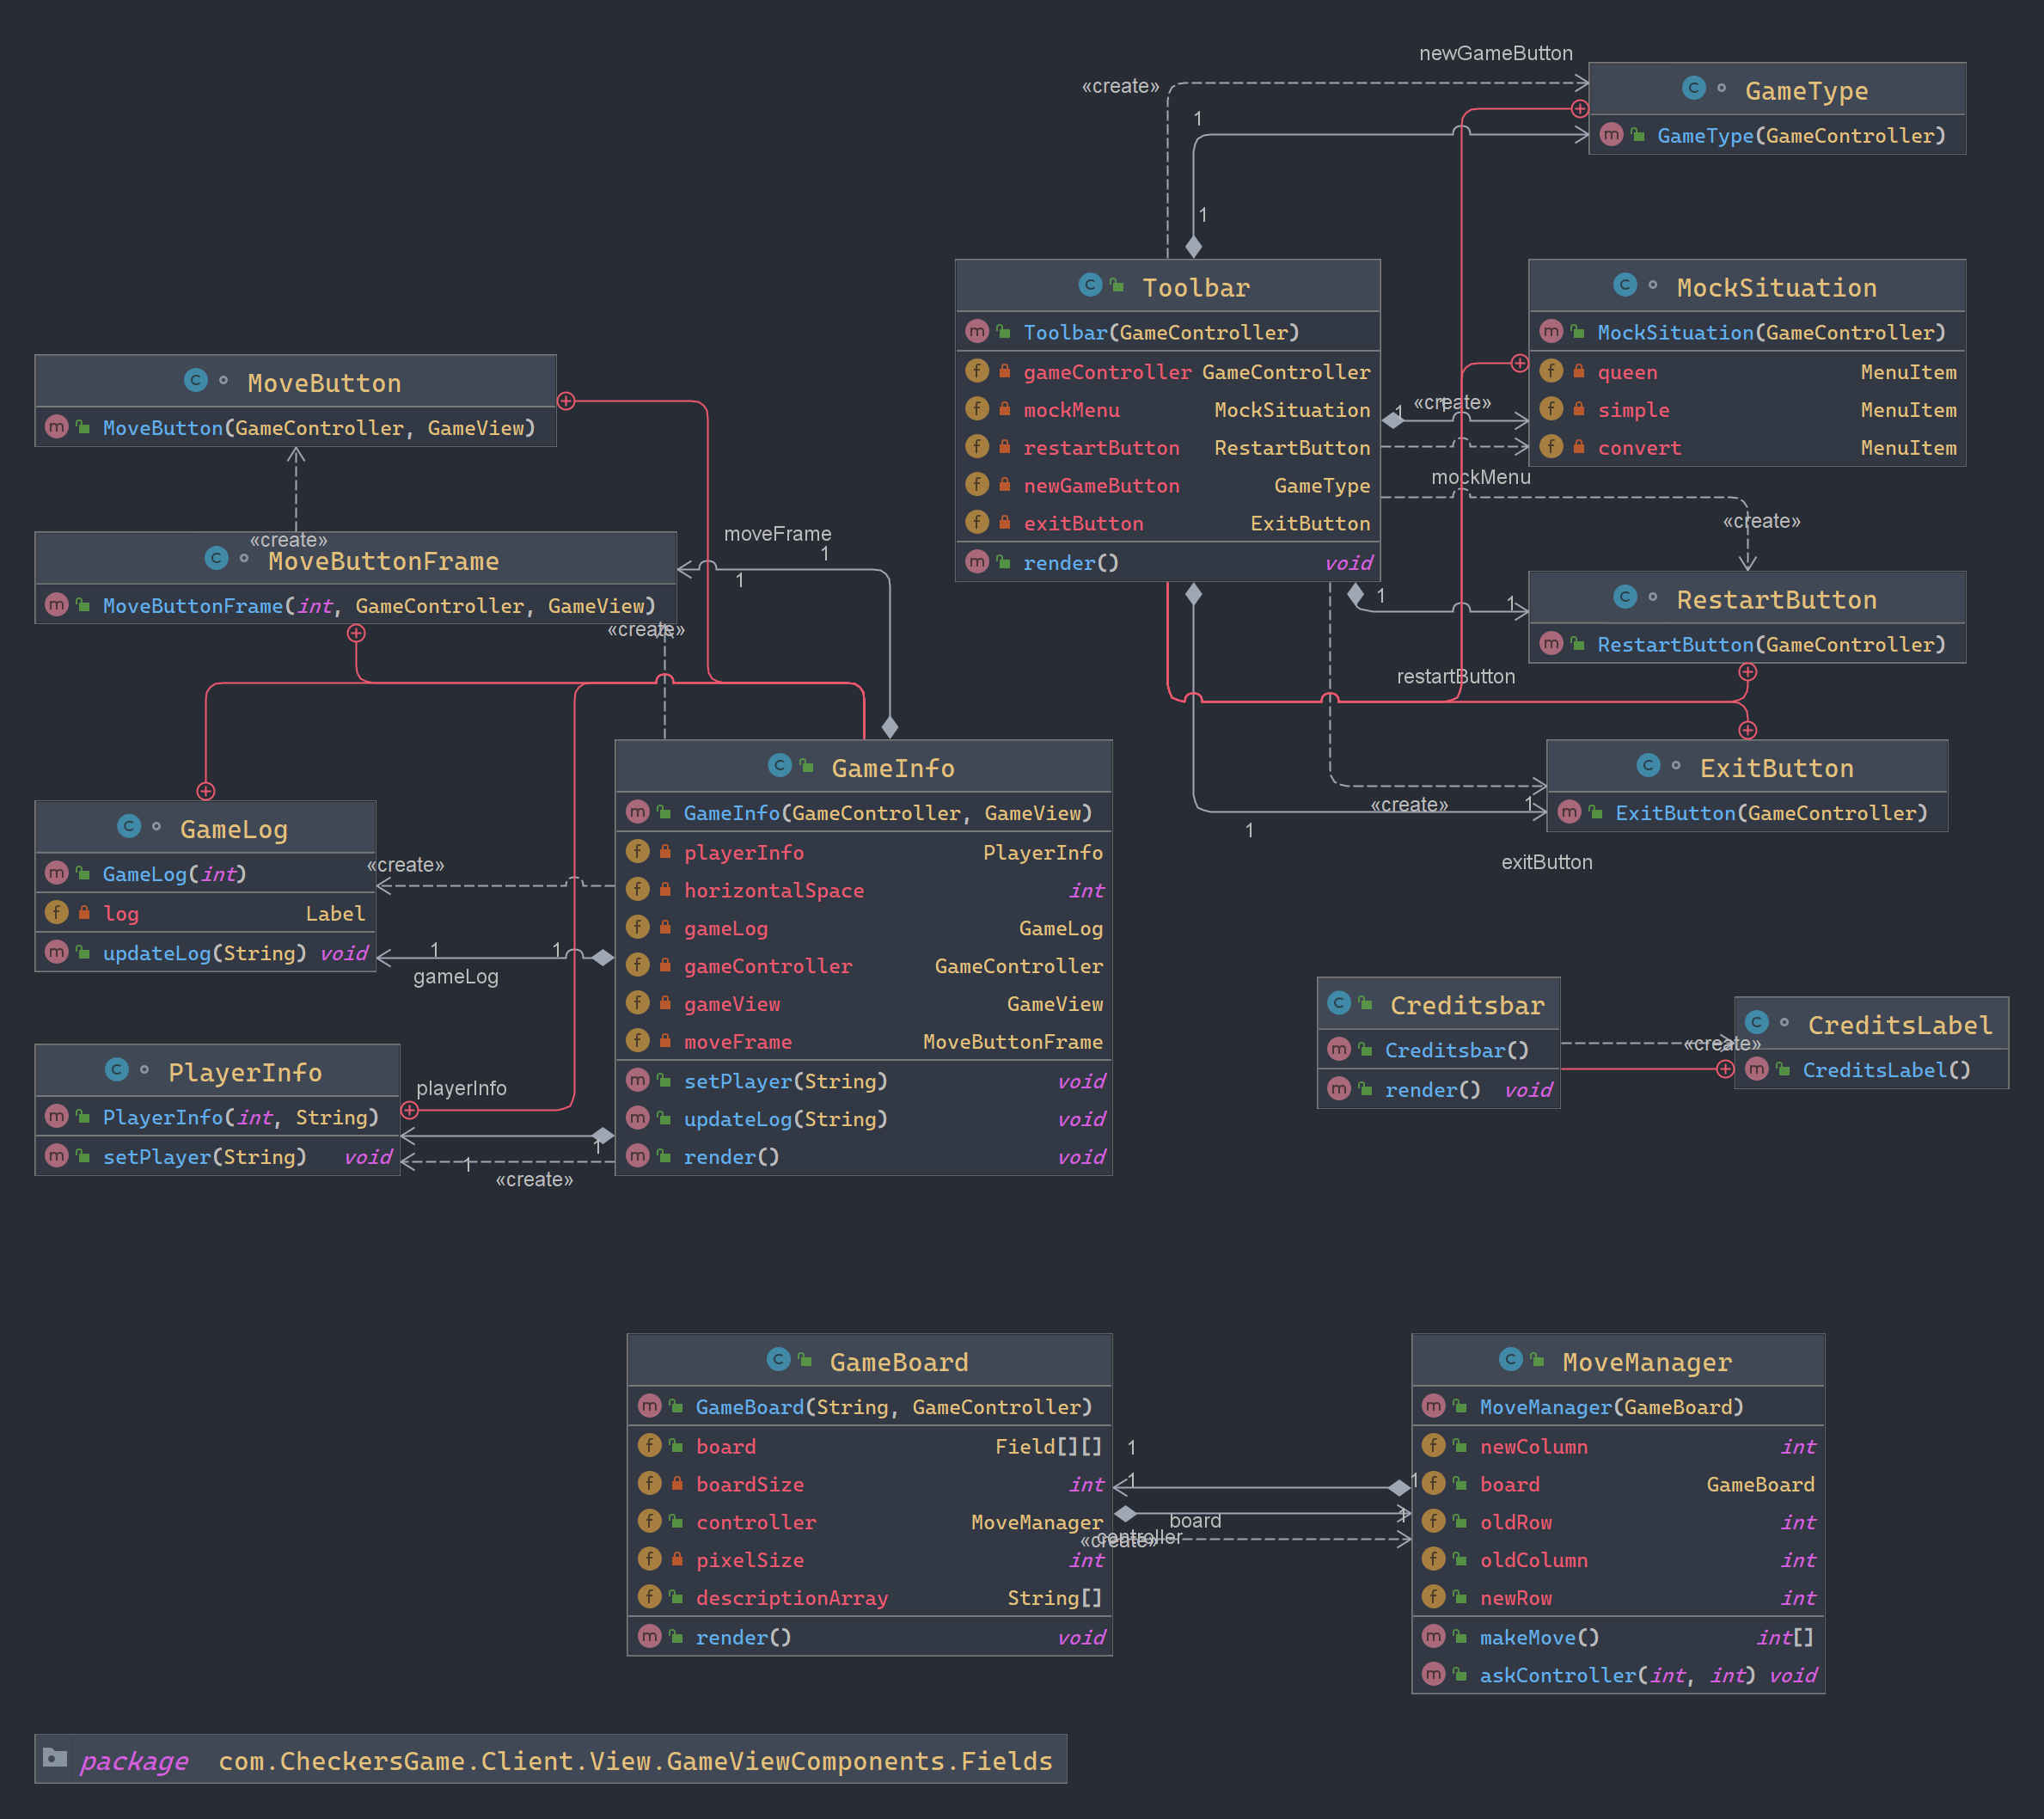 newGameButton
«create»
GameType
GameType(GameController)
1
1
Toolbar
Toolbar(GameController)
gameController GameController
mockMenu MockSituation
restartButton RestartButton
newGameButton GameType
exitButton ExitButton
render() void
MockSituation
MockSituation(GameController)
queen MenuItem
simple MenuItem
convert MenuItem
«create»
1
1
mockMenu
«create»
MoveButton
MoveButton(GameController, GameView)
«create»
MoveButtonFrame
MoveButtonFrame(int, GameController, GameView)
«create»
moveFrame
1
1
RestartButton
RestartButton(GameController)
1
1
restartButton
ExitButton
ExitButton(GameController)
«create»
1
1
exitButton
GameInfo
GameInfo(GameController, GameView)
playerInfo PlayerInfo
horizontalSpace int
gameLog GameLog
gameController GameController
gameView GameView
moveFrame MoveButtonFrame
setPlayer(String) void
updateLog(String) void
render() void
GameLog
GameLog(int)
log Label
updateLog(String) void
«create»
1
1
gameLog
PlayerInfo
PlayerInfo(int, String)
setPlayer(String) void
playerInfo
1
1
«create»
Creditsbar
Creditsbar()
render() void
«create»
CreditsLabel
CreditsLabel()
GameBoard
GameBoard(String, GameController)
board Field[][]
boardSize int
controller MoveManager
pixelSize int
descriptionArray String[]
render() void
1
1
1
1
board
controller
«create»
MoveManager
MoveManager(GameBoard)
newColumn int
board GameBoard
oldRow int
oldColumn int
newRow int
makeMove() int[]
askController(int, int) void
package com.CheckersGame.Client.View.GameViewComponents.Fields